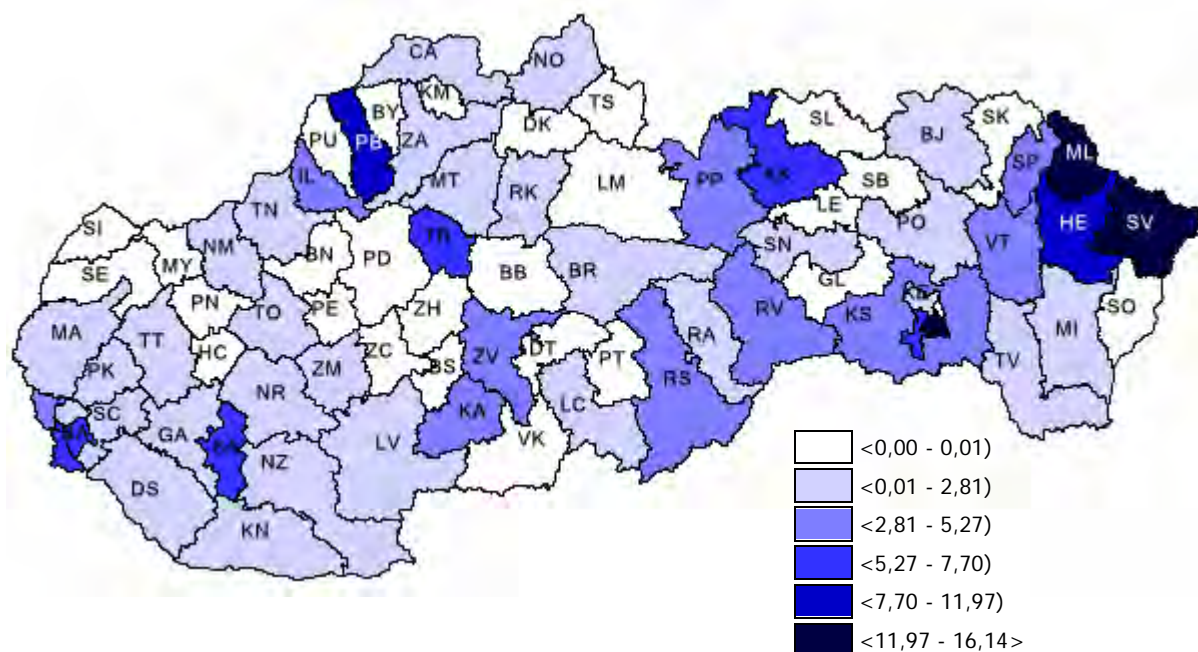 CA
NO
KM
TS
BY
DK
PU
PB
ZA
SL
SK
BJ
ML
IL
MT
RK
LM
PP
KK
SB
SP
TN
LE
PO
HE
SV
SI
NM
BN
PD
TR
BB
BR
SN
VT
SE
MY
GL
PN
TO
PE
ZH
RV
KS
SO
MA
TT
HC
ZM
ZC
BS
ZV
DT
PT
RA
MI
PK
NR
RS
TV
SC
GA
KA
LC
LV
VK
NZ
DS
KN
<0,00 - 0,01)
<0,01 - 2,81)
<2,81 - 5,27)
<5,27 - 7,70)
<7,70 - 11,97)
<11,97 - 16,14>